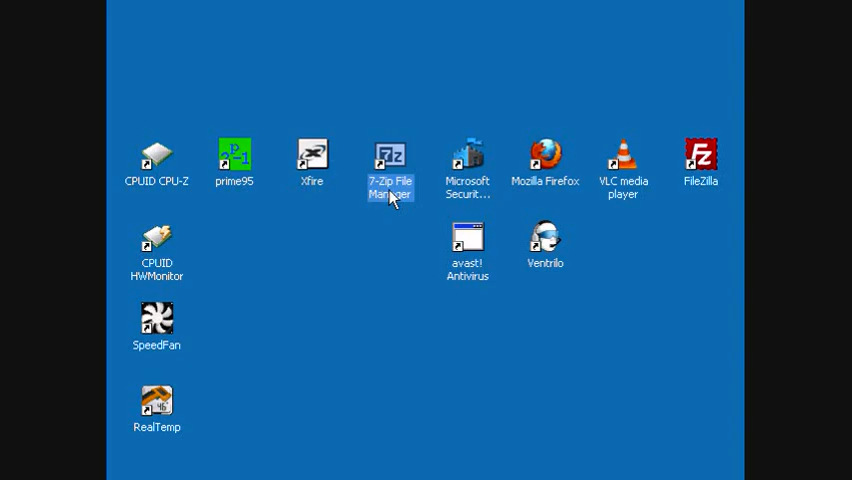 CPUID CPU-Z
prime95
Xfire
7-Zip File
Manager
Microsoft
Securit...
Mozilla Firefox
VLC media
player
FileZilla
CPUID
HWMonitor
avast!
Antivirus
Ventrilo
SpeedFan
RealTemp